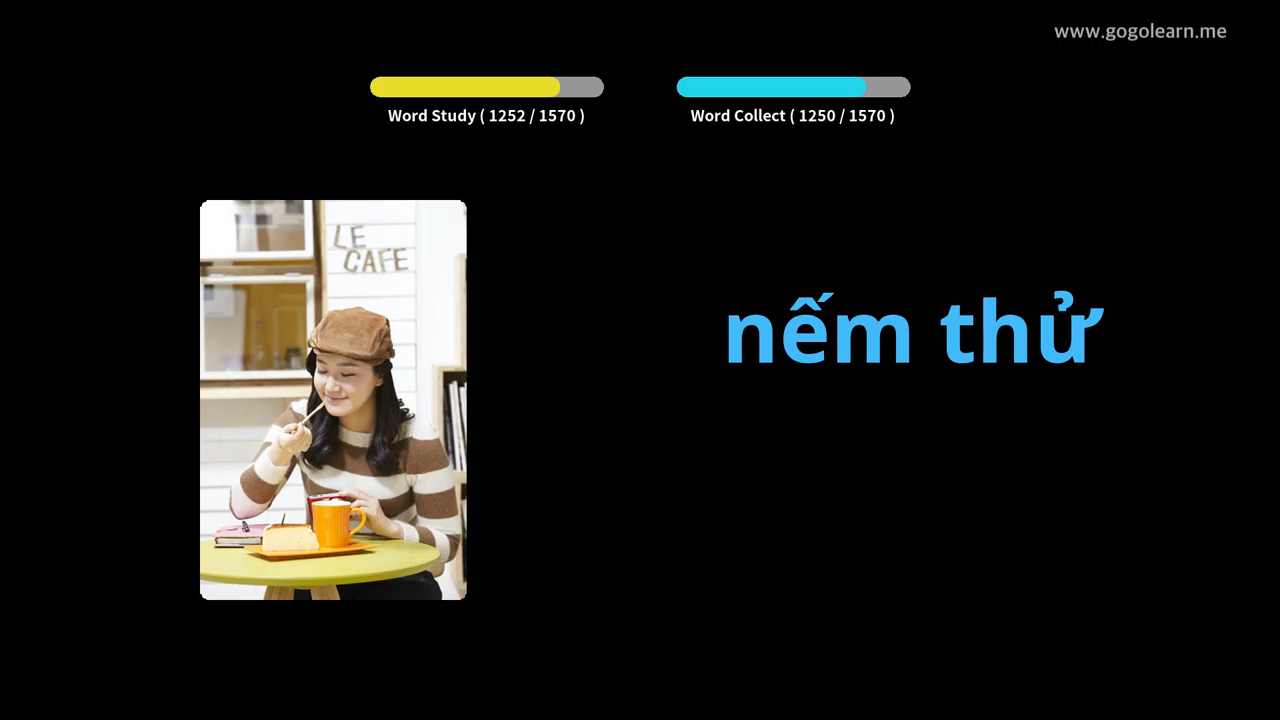 www.gogolearn.me
Word Study ( 1252 / 1570 )
Word Collect ( 1250 / 1570 )
LE
CAFE
nếm thử